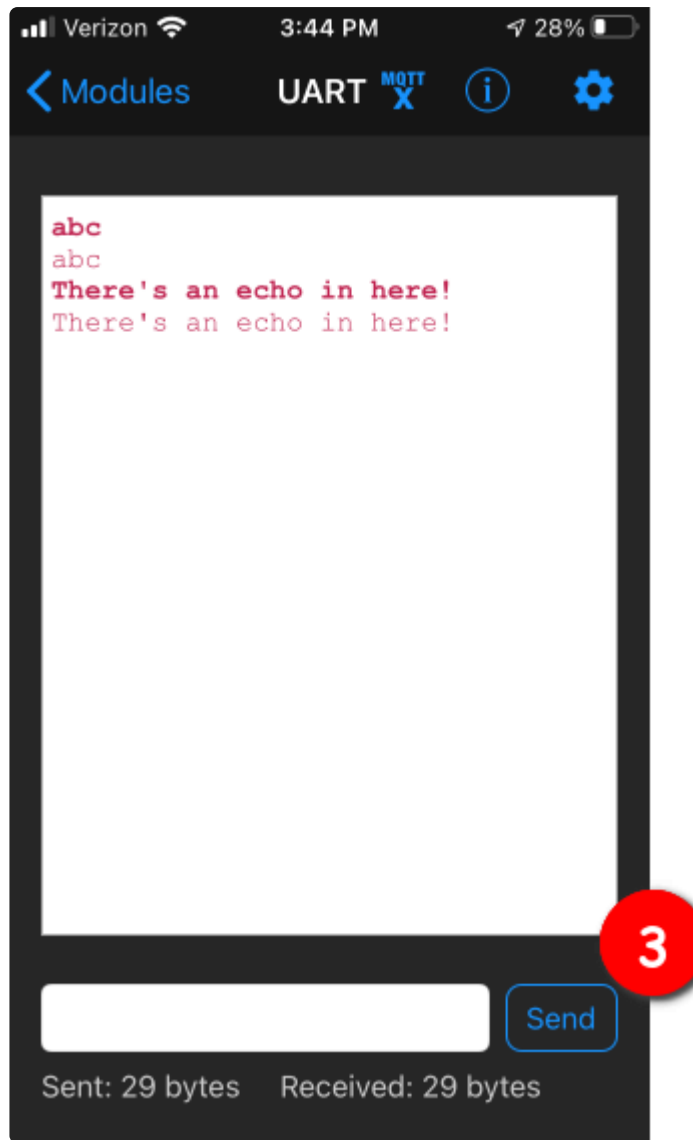 Verizon 3:44 PM 28%
Modules UART MQTT X i
abc
abc
There's an echo in here!
There's an echo in here!
3
Send
Sent: 29 bytes Received: 29 bytes